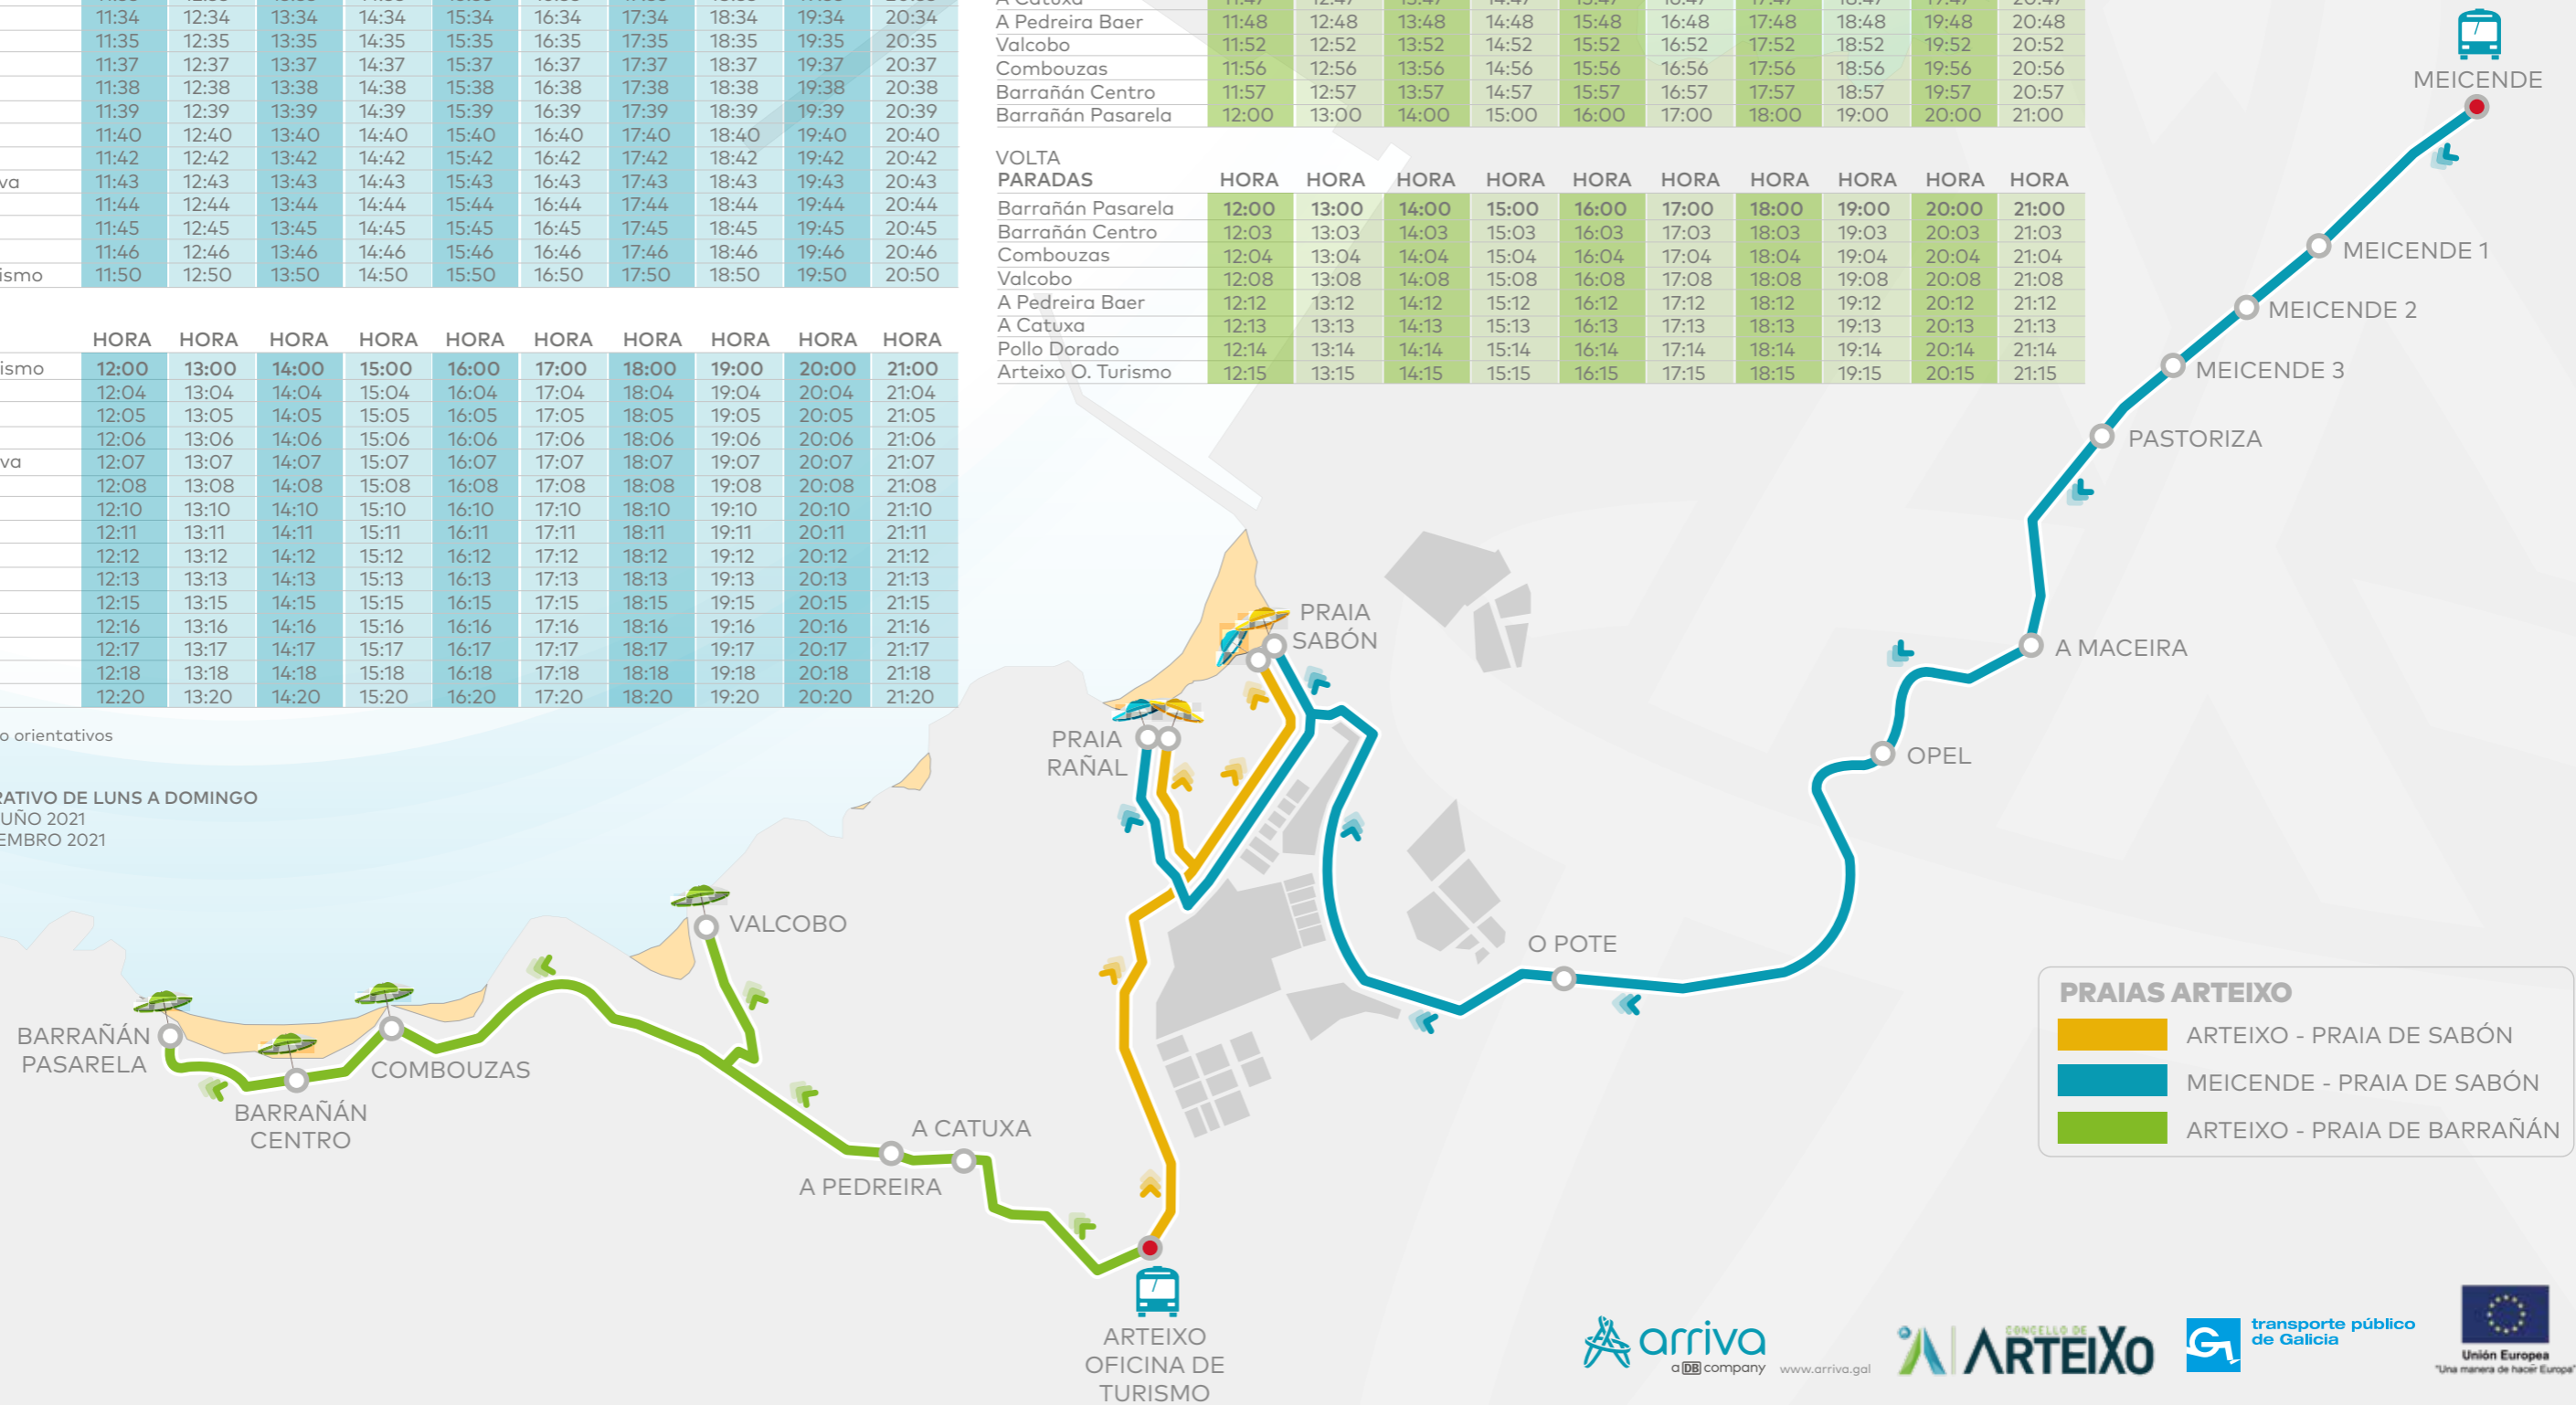 11:34 12:34 13:34 14:34 15:34 16:34 17:34 18:34 19:34 20:34
11:35 12:35 13:35 14:35 15:35 16:35 17:35 18:35 19:35 20:35
11:37 12:37 13:37 14:37 15:37 16:37 17:37 18:37 19:37 20:37
11:38 12:38 13:38 14:38 15:38 16:38 17:38 18:38 19:38 20:38
11:39 12:39 13:39 14:39 15:39 16:39 17:39 18:39 19:39 20:39
11:40 12:40 13:40 14:40 15:40 16:40 17:40 18:40 19:40 20:40
11:42 12:42 13:42 14:42 15:42 16:42 17:42 18:42 19:42 20:42
va 11:43 12:43 13:43 14:43 15:43 16:43 17:43 18:43 19:43 20:43
11:44 12:44 13:44 14:44 15:44 16:44 17:44 18:44 19:44 20:44
11:45 12:45 13:45 14:45 15:45 16:45 17:45 18:45 19:45 20:45
11:46 12:46 13:46 14:46 15:46 16:46 17:46 18:46 19:46 20:46
ismo 11:50 12:50 13:50 14:50 15:50 16:50 17:50 18:50 19:50 20:50
HORA HORA HORA HORA HORA HORA HORA HORA HORA HORA
ismo 12:00 13:00 14:00 15:00 16:00 17:00 18:00 19:00 20:00 21:00
12:04 13:04 14:04 15:04 16:04 17:04 18:04 19:04 20:04 21:04
12:05 13:05 14:05 15:05 16:05 17:05 18:05 19:05 20:05 21:05
12:06 13:06 14:06 15:06 16:06 17:06 18:06 19:06 20:06 21:06
va 12:07 13:07 14:07 15:07 16:07 17:07 18:07 19:07 20:07 21:07
12:08 13:08 14:08 15:08 16:08 17:08 18:08 19:08 20:08 21:08
12:10 13:10 14:10 15:10 16:10 17:10 18:10 19:10 20:10 21:10
12:11 13:11 14:11 15:11 16:11 17:11 18:11 19:11 20:11 21:11
12:12 13:12 14:12 15:12 16:12 17:12 18:12 19:12 20:12 21:12
12:13 13:13 14:13 15:13 16:13 17:13 18:13 19:13 20:13 21:13
12:15 13:15 14:15 15:15 16:15 17:15 18:15 19:15 20:15 21:15
12:16 13:16 14:16 15:16 16:16 17:16 18:16 19:16 20:16 21:16
12:17 13:17 14:17 15:17 16:17 17:17 18:17 19:17 20:17 21:17
12:18 13:18 14:18 15:18 16:18 17:18 18:18 19:18 20:18 21:18
12:20 13:20 14:20 15:20 16:20 17:20 18:20 19:20 20:20 21:20
o orientativos
RATIVO DE LUNS A DOMINGO
UÑO 2021
EMBRO 2021
A Catuxa 11:47 12:47 13:47 14:47 15:47 16:47 17:47 18:47 19:47 20:47
A Pedreira Baer 11:48 12:48 13:48 14:48 15:48 16:48 17:48 18:48 19:48 20:48
Valcobo 11:52 12:52 13:52 14:52 15:52 16:52 17:52 18:52 19:52 20:52
Combouzas 11:56 12:56 13:56 14:56 15:56 16:56 17:56 18:56 19:56 20:56
Barrañán Centro 11:57 12:57 13:57 14:57 15:57 16:57 17:57 18:57 19:57 20:57
Barrañán Pasarela 12:00 13:00 14:00 15:00 16:00 17:00 18:00 19:00 20:00 21:00
VOLTA
PARADAS HORA HORA HORA HORA HORA HORA HORA HORA HORA HORA
Barrañán Pasarela 12:00 13:00 14:00 15:00 16:00 17:00 18:00 19:00 20:00 21:00
Barrañán Centro 12:03 13:03 14:03 15:03 16:03 17:03 18:03 19:03 20:03 21:03
Combouzas 12:04 13:04 14:04 15:04 16:04 17:04 18:04 19:04 20:04 21:04
Valcobo 12:08 13:08 14:08 15:08 16:08 17:08 18:08 19:08 20:08 21:08
A Pedreira Baer 12:12 13:12 14:12 15:12 16:12 17:12 18:12 19:12 20:12 21:12
A Catuxa 12:13 13:13 14:13 15:13 16:13 17:13 18:13 19:13 20:13 21:13
Pollo Dorado 12:14 13:14 14:14 15:14 16:14 17:14 18:14 19:14 20:14 21:14
Arteixo O. Turismo 12:15 13:15 14:15 15:15 16:15 17:15 18:15 19:15 20:15 21:15
MEICENDE
MEICENDE 1
MEICENDE 2
MEICENDE 3
PASTORIZA
A MACEIRA
OPEL
O POTE
PRAIA
SABÓN
PRAIA
RAÑAL
VALCOBO
BARRAÑÁN
PASARELA
COMBOUZAS
BARRAÑÁN
CENTRO
A CATUXA
A PEDREIRA
ARTEIXO
OFICINA DE
TURISMO
PRAIAS ARTEIXO
ARTEIXO - PRAIA DE SABÓN
MEICENDE - PRAIA DE SABÓN
ARTEIXO - PRAIA DE BARRAÑÁN
arriva
a DB company
www.arriva.gal
CONCELLO DE
ARTEIXO
transporte público
de Galicia
Unión Europea
"Una manera de hacer Europa"